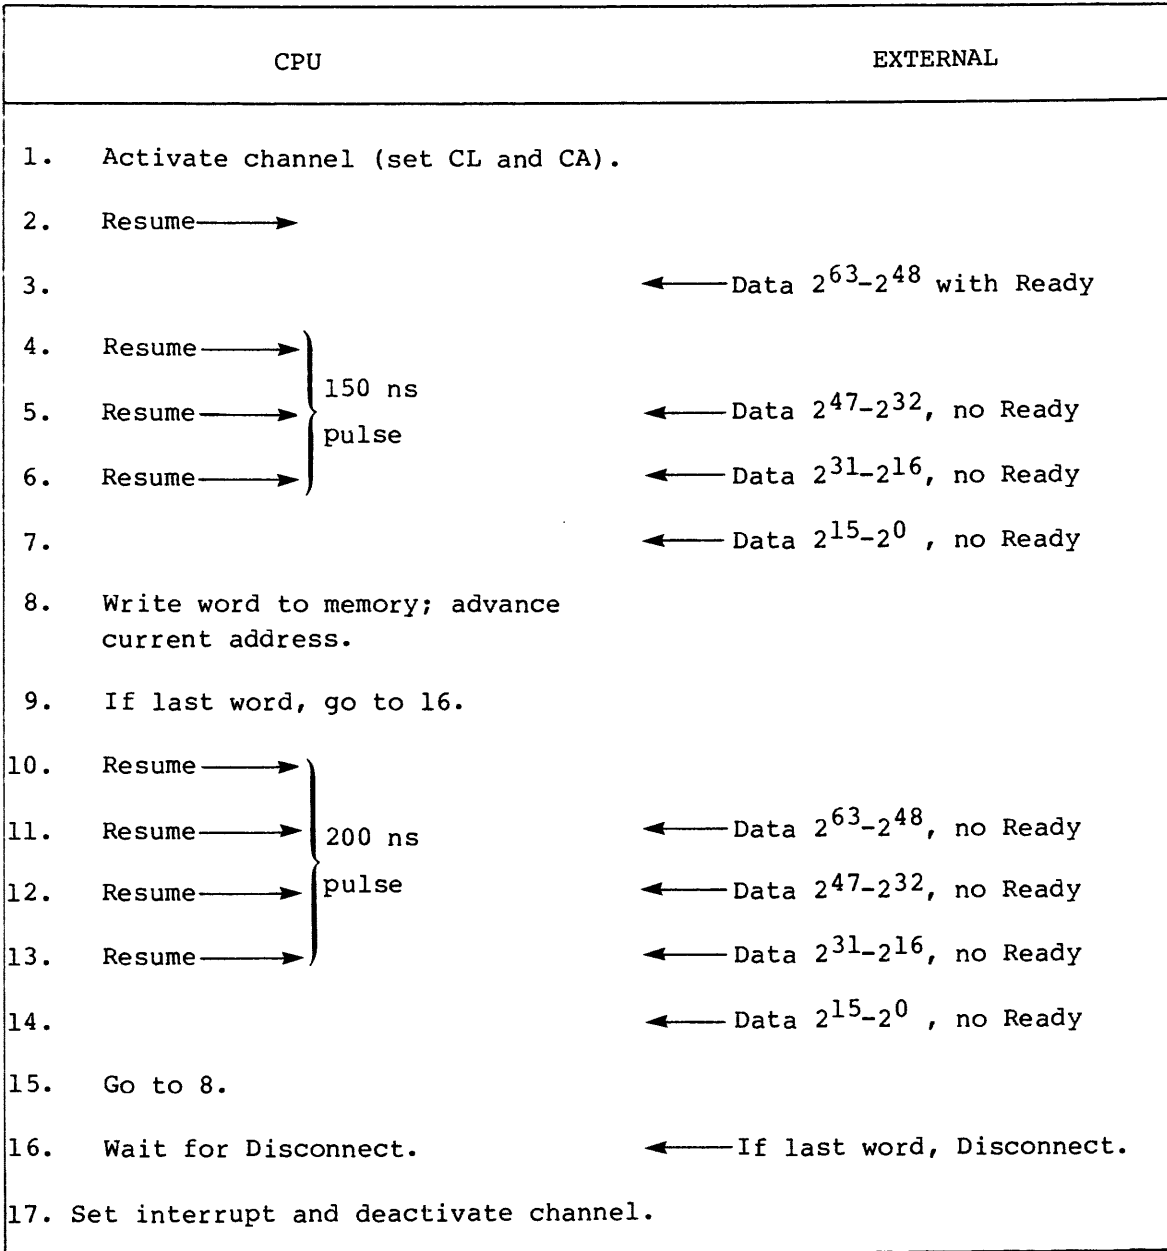 CPU EXTERNAL
1. Activate channel (set CL and CA).
2. Resume
3. Data 2^63-2^48 with Ready
4. Resume
150 ns
5. Resume Data 2^47-2^32, no Ready
pulse
6. Resume Data 2^31-2^16, no Ready
7. Data 2^15-2^0 , no Ready
8. Write word to memory; advance
current address.
9. If last word, go to 16.
10. Resume
11. Resume 200 ns Data 2^63-2^48, no Ready
12. Resume pulse Data 2^47-2^32, no Ready
13. Resume Data 2^31-2^16, no Ready
14. Data 2^15-2^0 , no Ready
15. Go to 8.
16. Wait for Disconnect. If last word, Disconnect.
17. Set interrupt and deactivate channel.